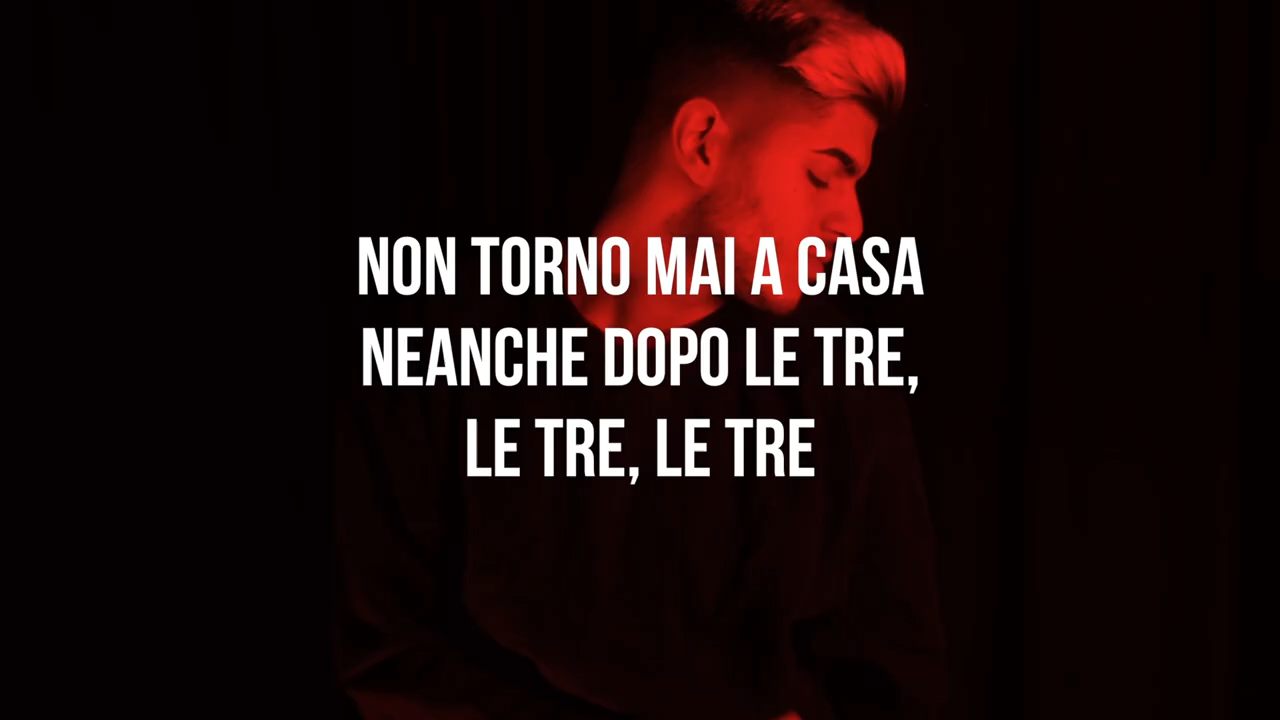 NON TORNO MAI A CASA
NEANCHE DOPO LE TRE,
LE TRE, LE TRE